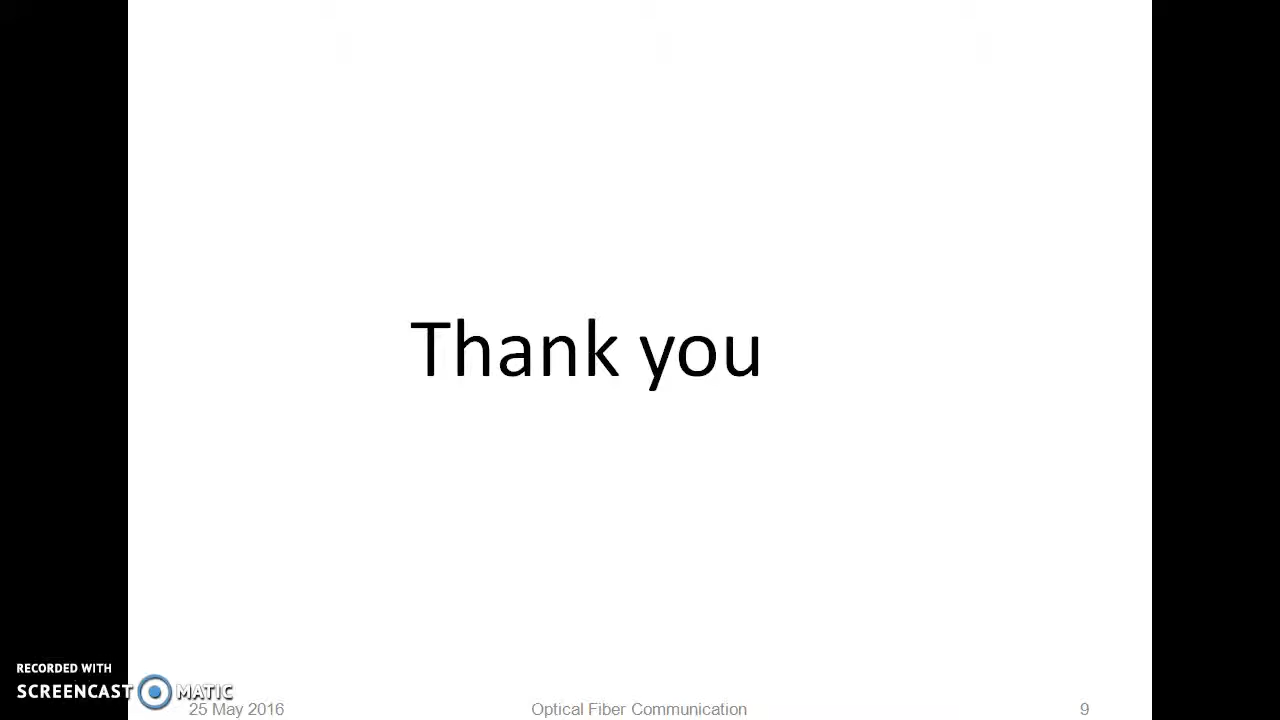 Thank you
RECORDED WITH
SCREENCAST MATIC
25 May 2016
Optical Fiber Communication
9